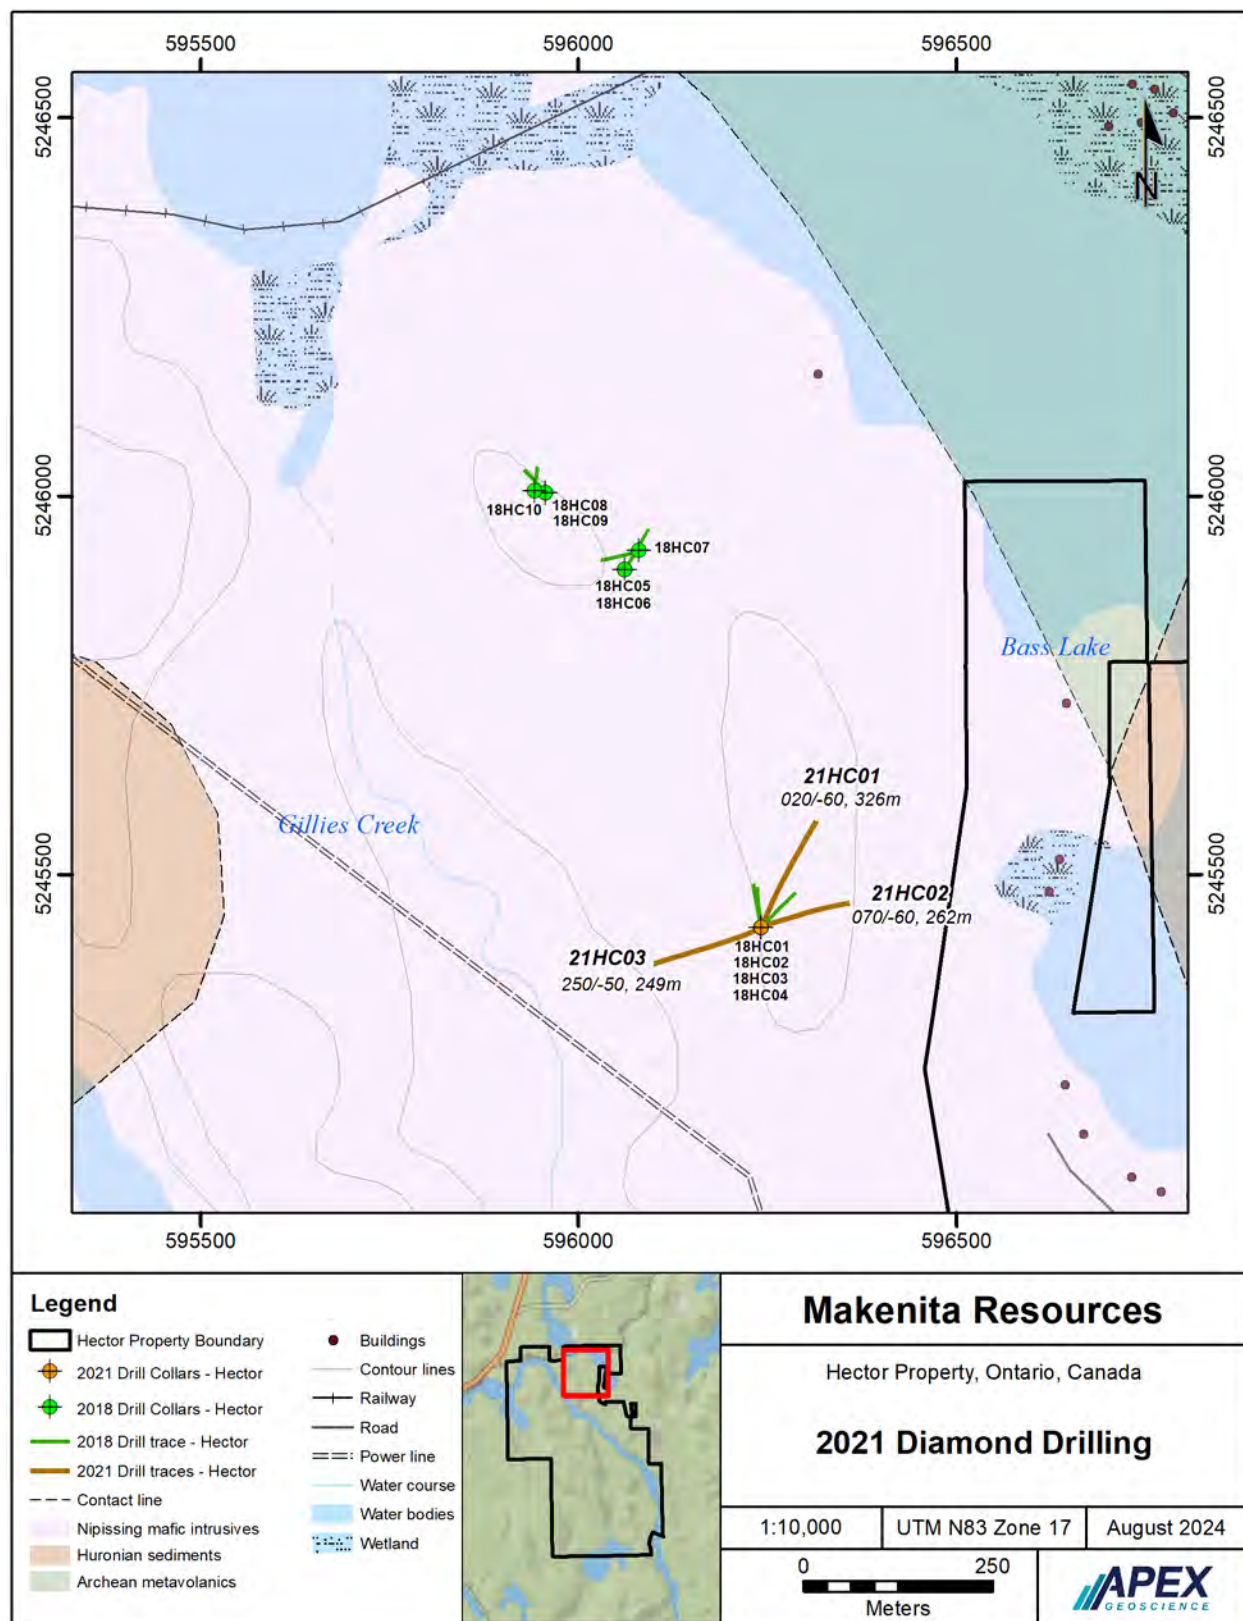 595500 596000 596500
5246500 5246500
N
5246000 5246000
18HC10 18HC08
18HC09
18HC07
18HC05
18HC06
Bass Lake
21HC01
020/-60, 326m
Gillies Creek
5245500 5245500
21HC02
070/-60, 262m
21HC03
250/-50, 249m
18HC01
18HC02
18HC03
18HC04
595500 596000 596500
Legend
Hector Property Boundary
2021 Drill Collars - Hector
2018 Drill Collars - Hector
2018 Drill trace - Hector
2021 Drill traces - Hector
Contact line
Nipissing mafic intrusives
Huronian sediments
Archean metavolanics
Buildings
Contour lines
Railway
Road
Power line
Water course
Water bodies
Wetland
Makenita Resources
Hector Property, Ontario, Canada
2021 Diamond Drilling
1:10,000 UTM N83 Zone 17 August 2024
0 250
Meters
APEX
GEOSCIENCE